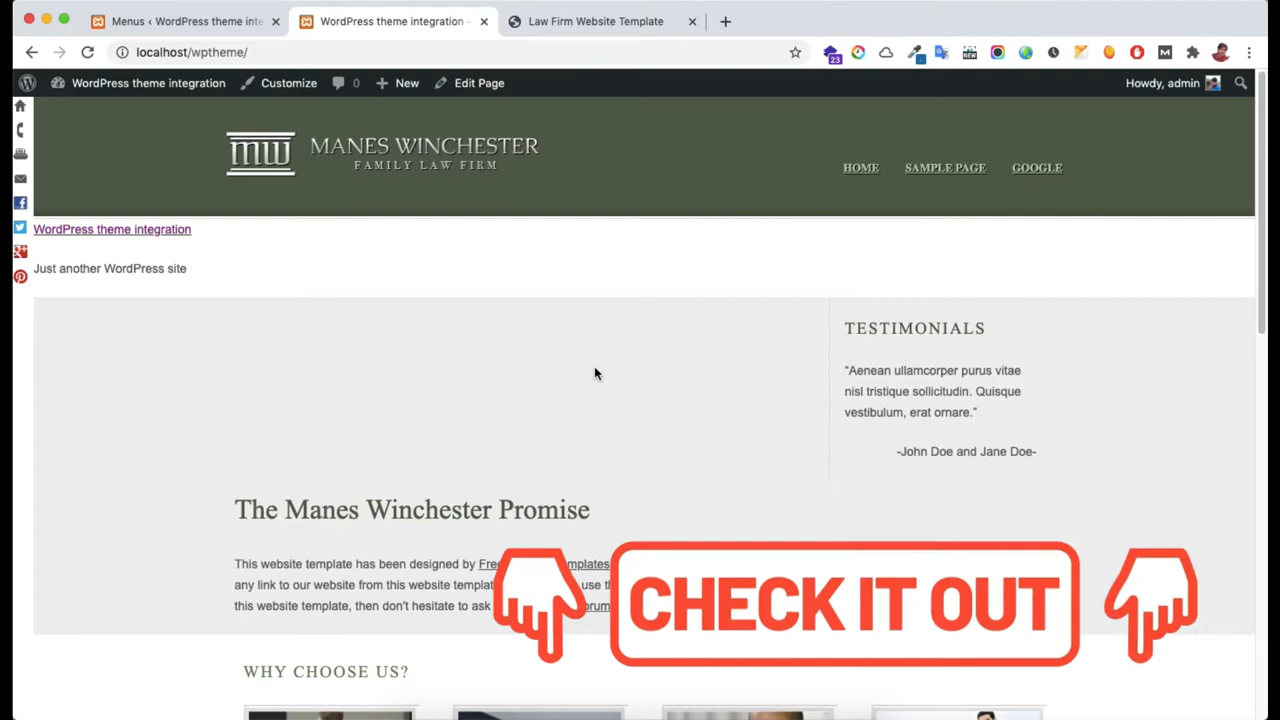 Menus ‹ WordPress theme inte
WordPress theme integration –
Law Firm Website Template
localhost/wptheme/
23
NEW
M
WordPress theme integration
Customize
0
New
Edit Page
Howdy, admin
MW
MANES WINCHESTER
FAMILY LAW FIRM
HOME
SAMPLE PAGE
GOOGLE
WordPress theme integration
Just another WordPress site
TESTIMONIALS
“Aenean ullamcorper purus vitae
nisl tristique sollicitudin. Quisque
vestibulum, erat ornare.”
-John Doe and Jane Doe-
The Manes Winchester Promise
This website template has been designed by
any link to our website from this website
this website template, then don't hesitate to ask
CHECK IT OUT
WHY CHOOSE US?